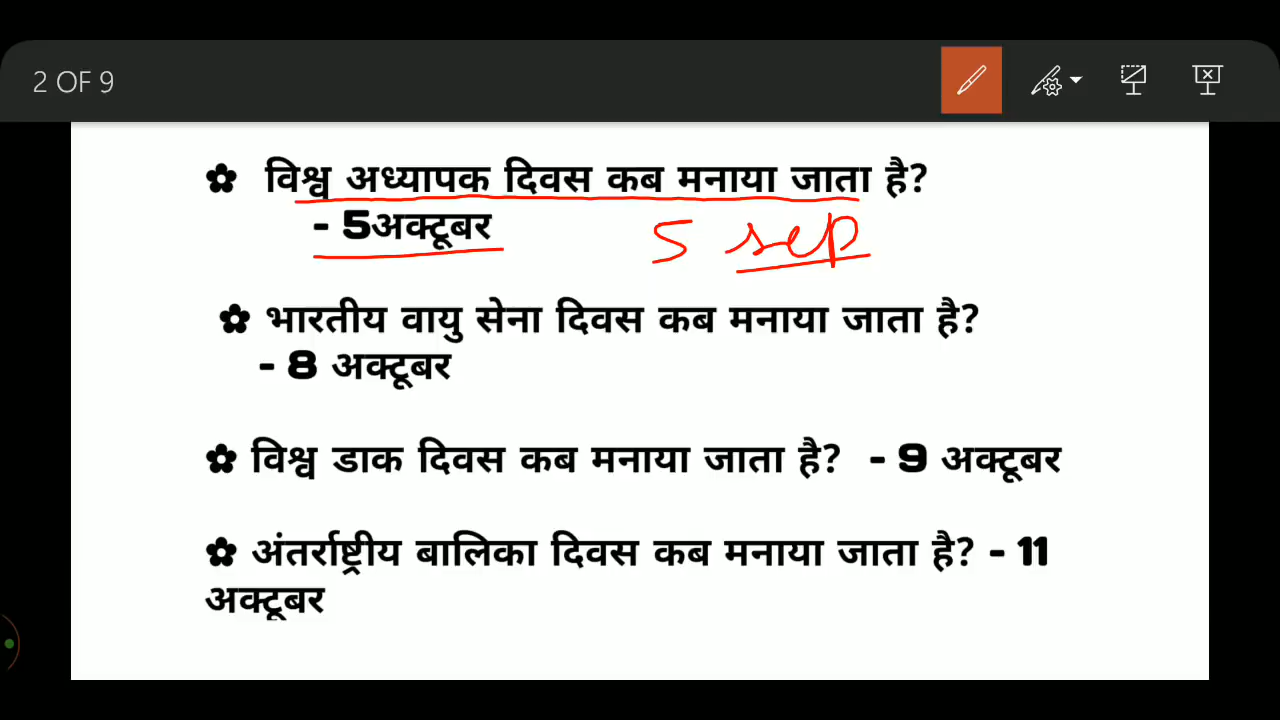 2 OF 9
✿ विश्व अध्यापक दिवस कब मनाया जाता है?
- 5अक्टूबर 5 sep
✿ भारतीय वायु सेना दिवस कब मनाया जाता है?
- 8 अक्टूबर
✿ विश्व डाक दिवस कब मनाया जाता है? - 9 अक्टूबर
✿ अंतर्राष्ट्रीय बालिका दिवस कब मनाया जाता है? - 11
अक्टूबर